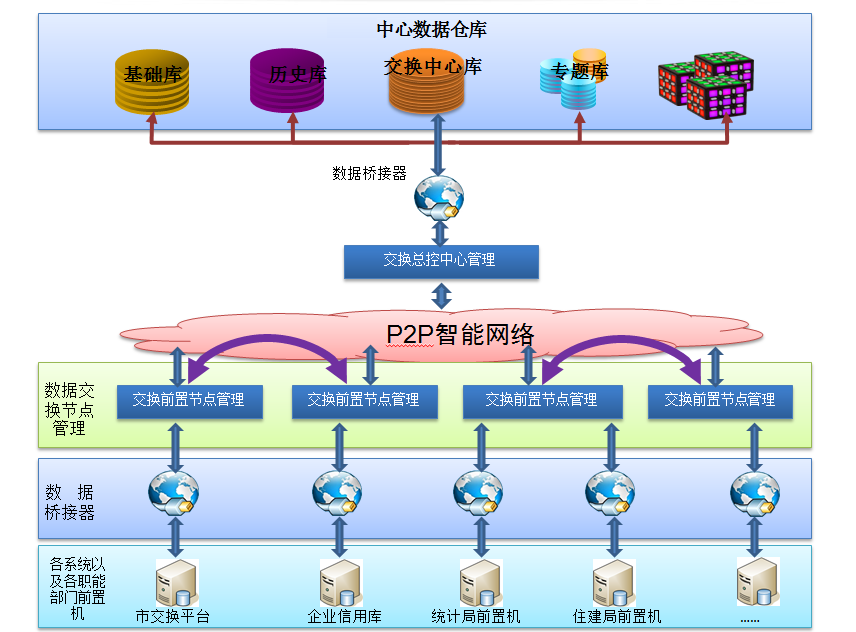 中心数据仓库
基础库
历史库
交换中心库
专题库
数据桥接器
交换总控中心管理
P2P智能网络
数据交
换节点
管理
交换前置节点管理
交换前置节点管理
交换前置节点管理
交换前置节点管理
数 据
桥接器
各系统以
及各职能
部门前置
机
市交换平台
企业信用库
统计局前置机
住建局前置机
......